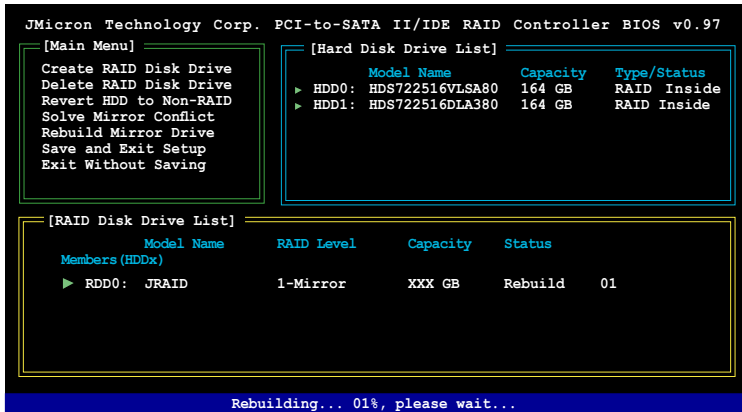 JMicron Technology Corp. PCI-to-SATA II/IDE RAID Controller BIOS v0.97
[Main Menu]
Create RAID Disk Drive
Delete RAID Disk Drive
Revert HDD to Non-RAID
Solve Mirror Conflict
Rebuild Mirror Drive
Save and Exit Setup
Exit Without Saving
[Hard Disk Drive List]
Model Name Capacity Type/Status
HDD0: HDS722516VLSA80 164 GB RAID Inside
HDD1: HDS722516DLA380 164 GB RAID Inside
[RAID Disk Drive List]
Model Name RAID Level Capacity Status
Members(HDDx)
RDD0: JRAID 1-Mirror XXX GB Rebuild 01
Rebuilding... 01%, please wait...